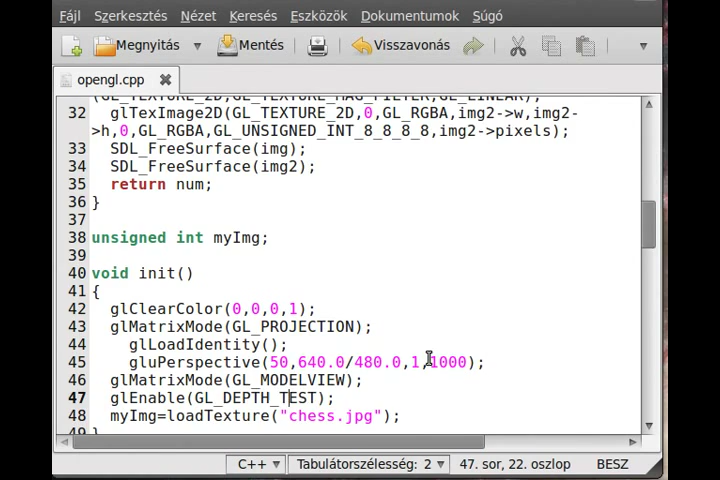 Fájl Szerkesztés Nézet Keresés Eszközök Dokumentumok Súgó
Megnyitás Mentés Visszavonás
opengl.cpp
(GL_TEXTURE_2D,GL_TEXTURE_MAG_FILTER,GL_LINEAR);
32 glTexImage2D(GL_TEXTURE_2D,0,GL_RGBA,img2->w,img2-
>h,0,GL_RGBA,GL_UNSIGNED_INT_8_8_8_8,img2->pixels);
33 SDL_FreeSurface(img);
34 SDL_FreeSurface(img2);
35 return num;
36 }
37
38 unsigned int myImg;
39
40 void init()
41 {
42 glClearColor(0,0,0,1);
43 glMatrixMode(GL_PROJECTION);
44 glLoadIdentity();
45 gluPerspective(50,640.0/480.0,1,1000);
46 glMatrixMode(GL_MODELVIEW);
47 glEnable(GL_DEPTH_TEST);
48 myImg=loadTexture("chess.jpg");
49 }
C++ Tabulátorszélesség: 2 47. sor, 22. oszlop BESZ